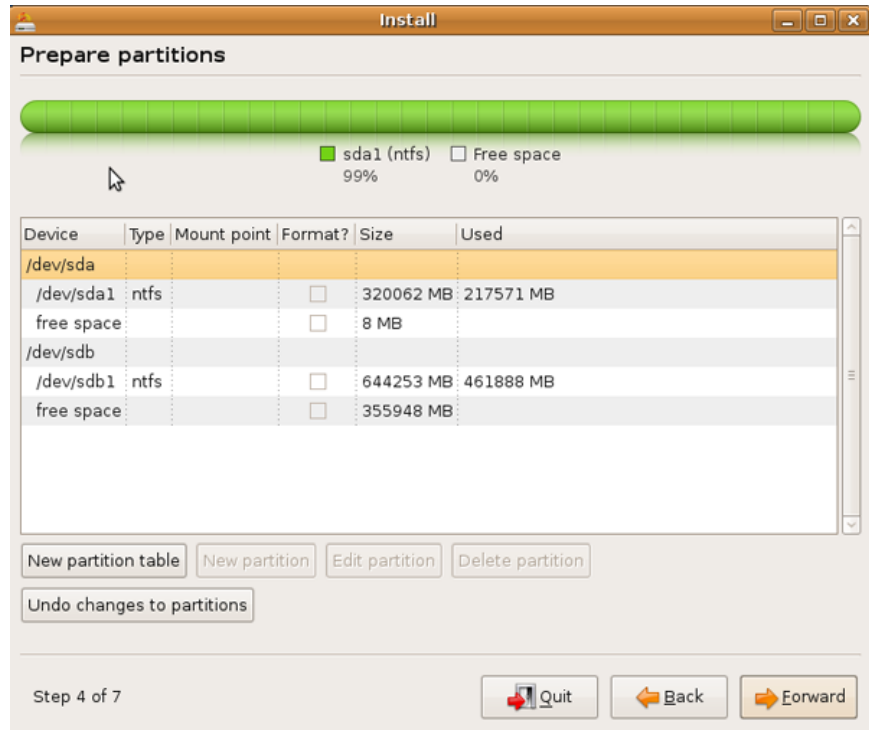 Install
Prepare partitions
sda1 (ntfs) Free space
99% 0%
Device Type Mount point Format? Size Used
/dev/sda
/dev/sda1 ntfs 320062 MB 217571 MB
free space 8 MB
/dev/sdb
/dev/sdb1 ntfs 644253 MB 461888 MB
free space 355948 MB
New partition table New partition Edit partition Delete partition
Undo changes to partitions
Step 4 of 7 Quit Back Forward